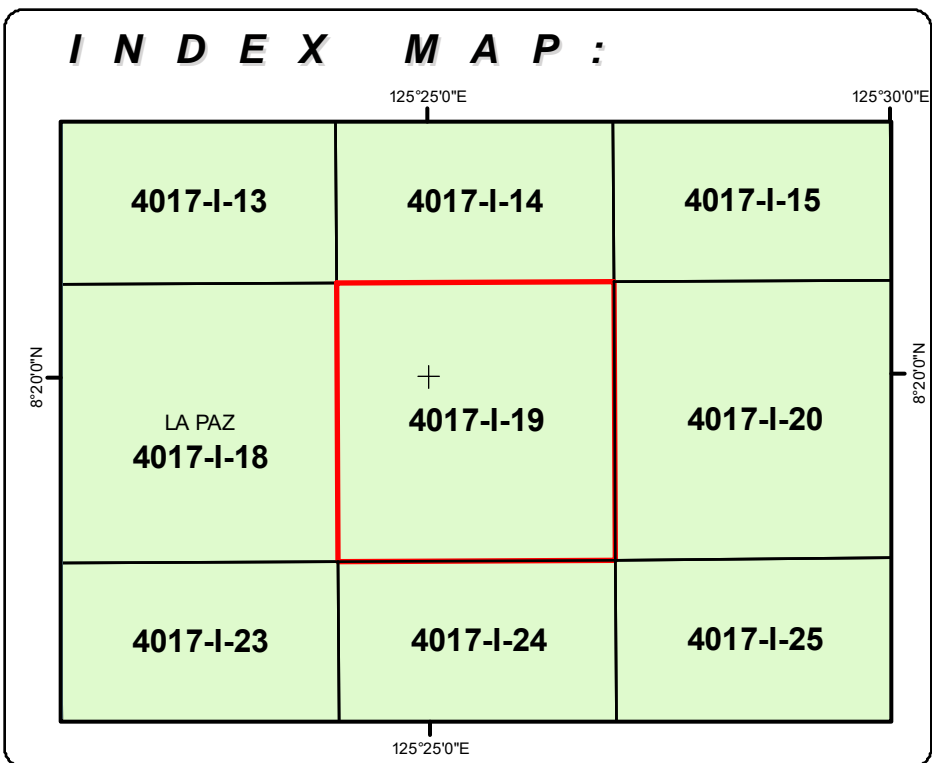 INDEX MAP:
125°25'0"E
125°30'0"E
4017-I-13
4017-I-14
4017-I-15
8°20'0"N
8°20'0"N
LA PAZ
4017-I-18
4017-I-19
4017-I-20
4017-I-23
4017-I-24
4017-I-25
125°25'0"E